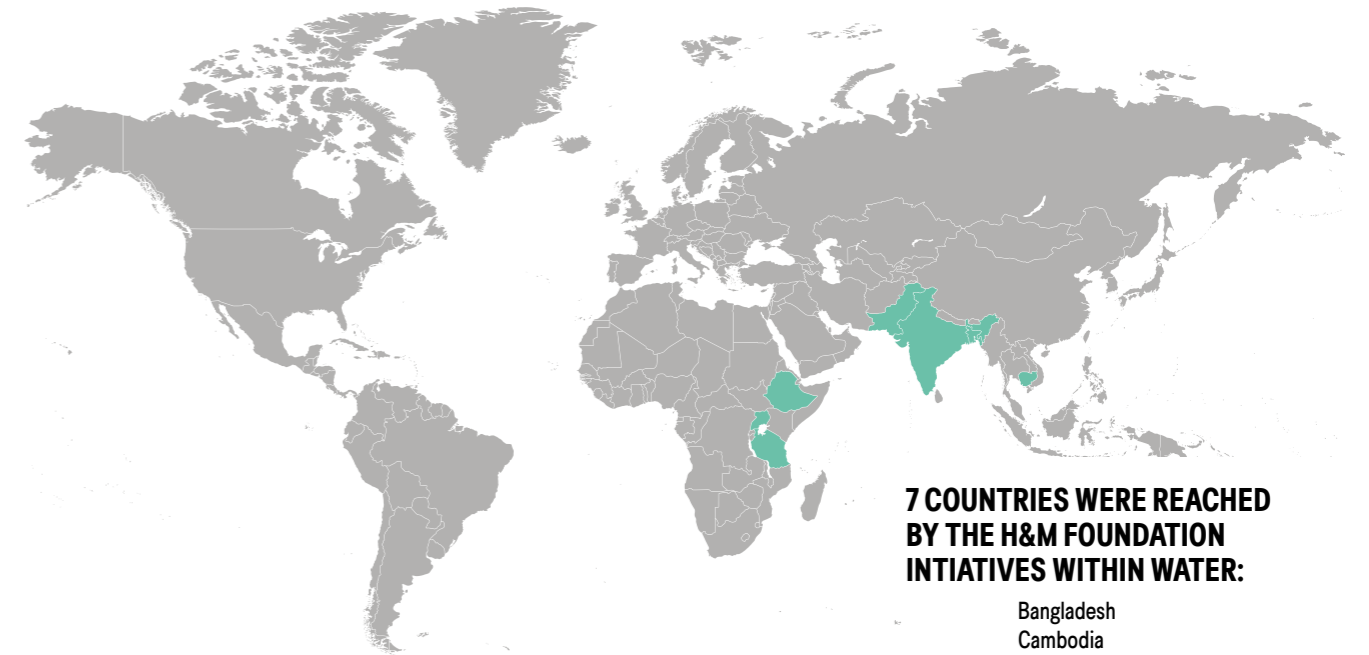 7 COUNTRIES WERE REACHED
BY THE H&M FOUNDATION
INTIATIVES WITHIN WATER:
Bangladesh
Cambodia